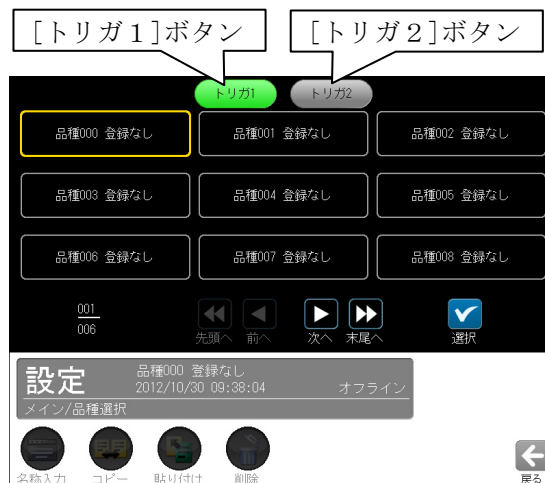 [トリガ1]ボタン
[トリガ2]ボタン
トリガ1
トリガ2
品種000 登録なし
品種001 登録なし
品種002 登録なし
品種003 登録なし
品種004 登録なし
品種005 登録なし
品種006 登録なし
品種007 登録なし
品種008 登録なし
001
006
先頭へ
前へ
次へ
末尾へ
選択
設定
品種000 登録なし
2012/10/30 09:38:04
オフライン
メイン/品種選択
名称入力
コピー
貼り付け
削除
戻る